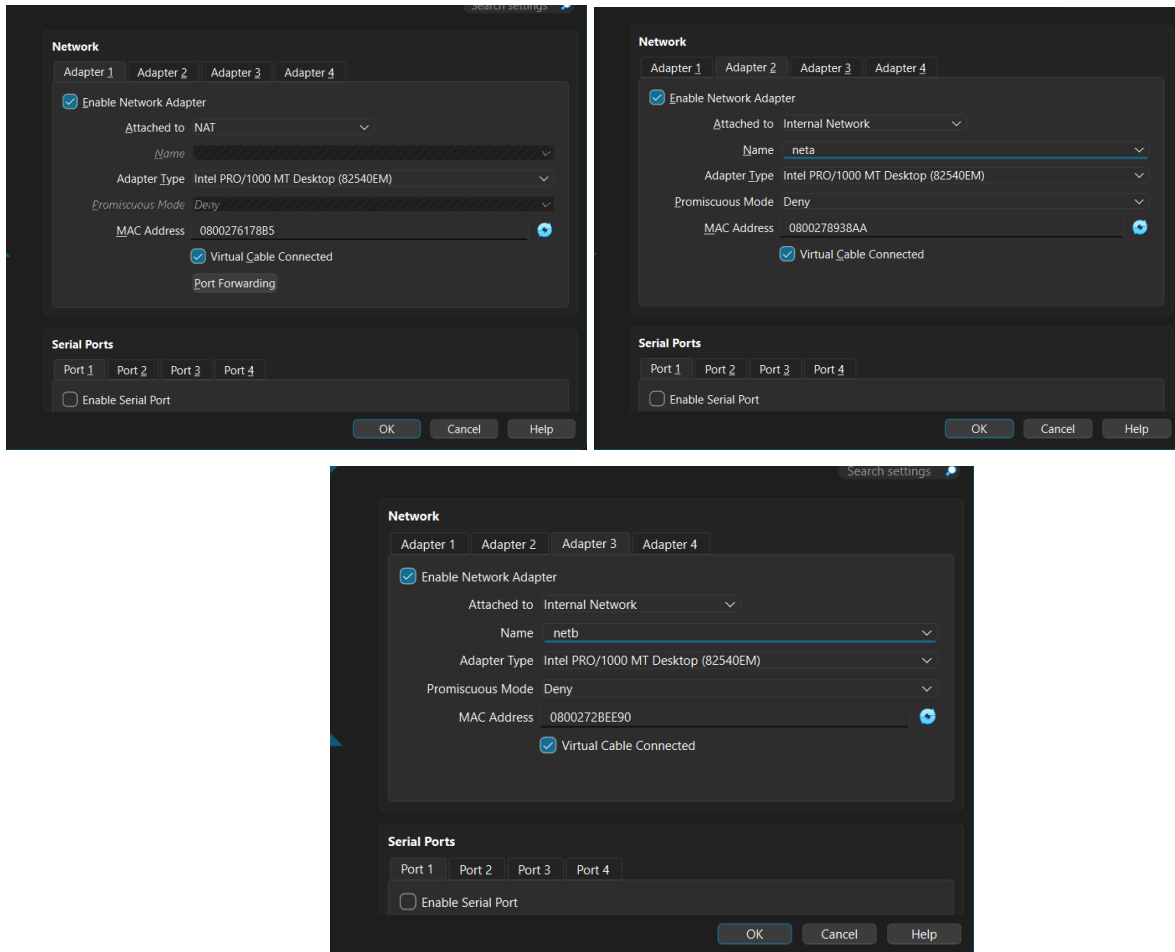 Search settings
Network
Adapter 1 Adapter 2 Adapter 3 Adapter 4
Enable Network Adapter
Attached to NAT
Name
Adapter Type Intel PRO/1000 MT Desktop (82540EM)
Promiscuous Mode Deny
MAC Address 0800276178B5
Virtual Cable Connected
Port Forwarding
Serial Ports
Port 1 Port 2 Port 3 Port 4
Enable Serial Port
OK Cancel Help
Network
Adapter 1 Adapter 2 Adapter 3 Adapter 4
Enable Network Adapter
Attached to Internal Network
Name neta
Adapter Type Intel PRO/1000 MT Desktop (82540EM)
Promiscuous Mode Deny
MAC Address 0800278938AA
Virtual Cable Connected
Serial Ports
Port 1 Port 2 Port 3 Port 4
Enable Serial Port
OK Cancel Help
Search settings
Network
Adapter 1 Adapter 2 Adapter 3 Adapter 4
Enable Network Adapter
Attached to Internal Network
Name netb
Adapter Type Intel PRO/1000 MT Desktop (82540EM)
Promiscuous Mode Deny
MAC Address 0800272BEE90
Virtual Cable Connected
Serial Ports
Port 1 Port 2 Port 3 Port 4
Enable Serial Port
OK Cancel Help